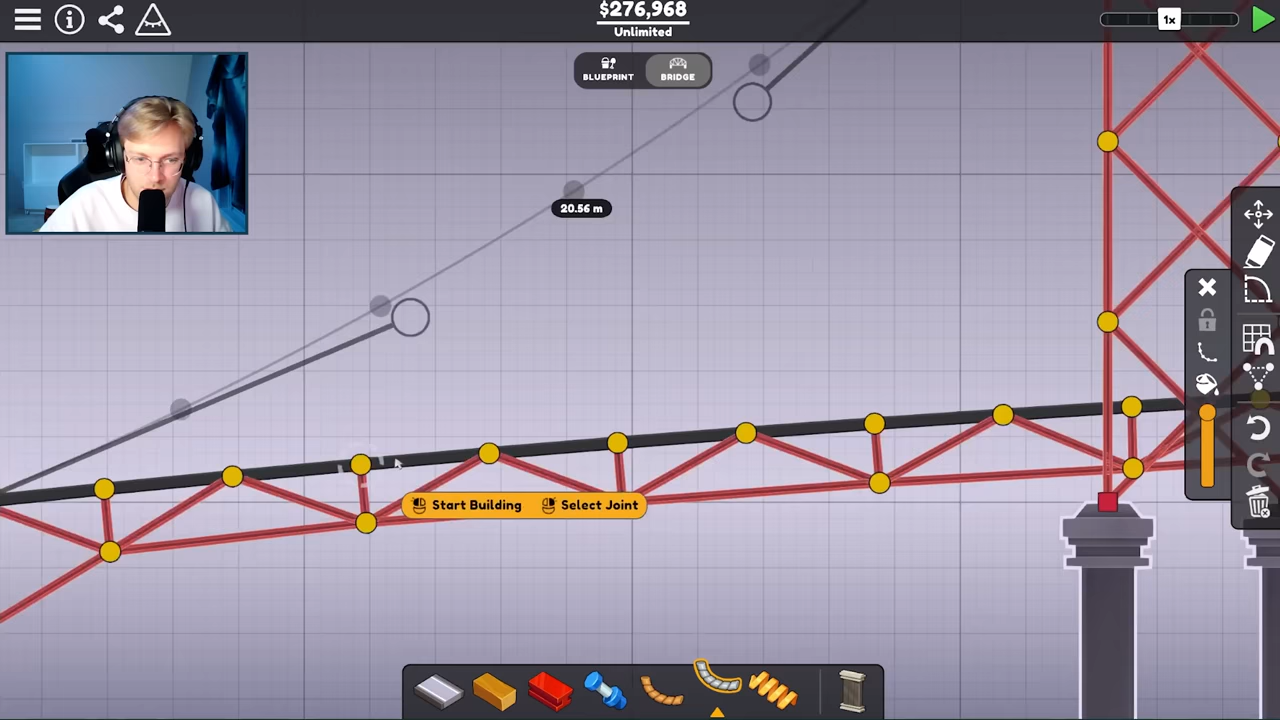 $276,968
Unlimited
1x
BLUEPRINT
BRIDGE
20.56 m
Start Building
Select Joint